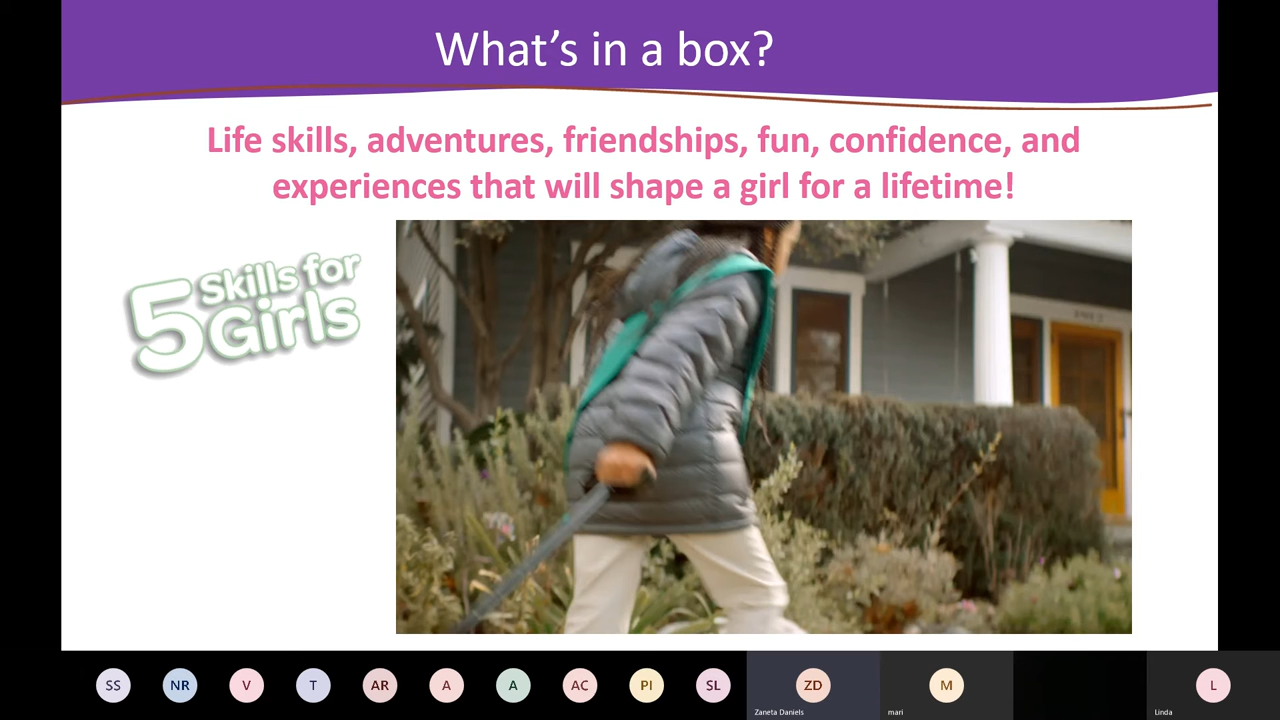 What's in a box?
Life skills, adventures, friendships, fun, confidence, and
experiences that will shape a girl for a lifetime!
5 Skills for
Girls
SS NR V T AR A A AC PI SL ZD M L
Zaneta Daniels mari Linda